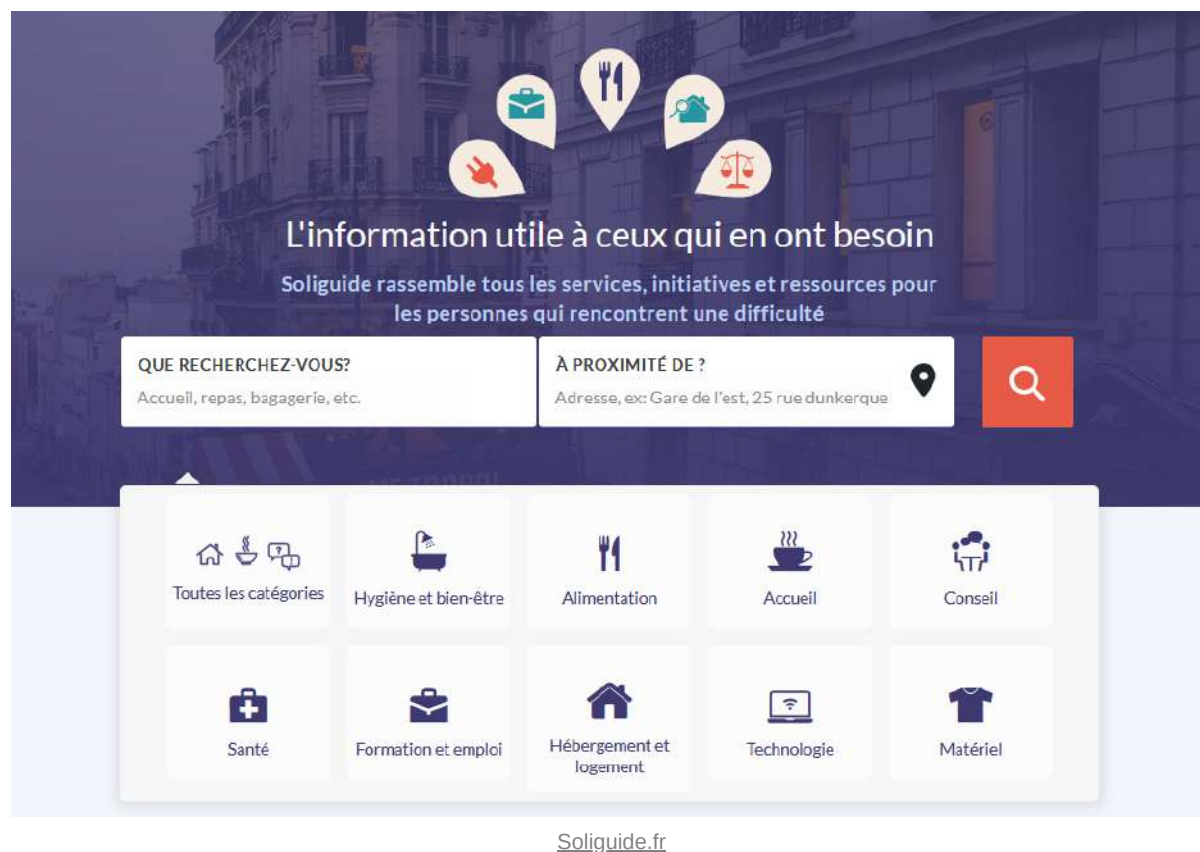 L'information utile à ceux qui en ont besoin
Soliguide rassemble tous les services, initiatives et ressources pour
les personnes qui rencontrent une difficulté
QUE RECHERCHEZ-VOUS?
Accueil, repas, bagagerie, etc.
À PROXIMITÉ DE ?
Adresse, ex: Gare de l'est, 25 rue dunkerque
Toutes les catégories
Hygiène et bien-être
Alimentation
Accueil
Conseil
Santé
Formation et emploi
Hébergement et
logement
Technologie
Matériel
Soliguide.fr